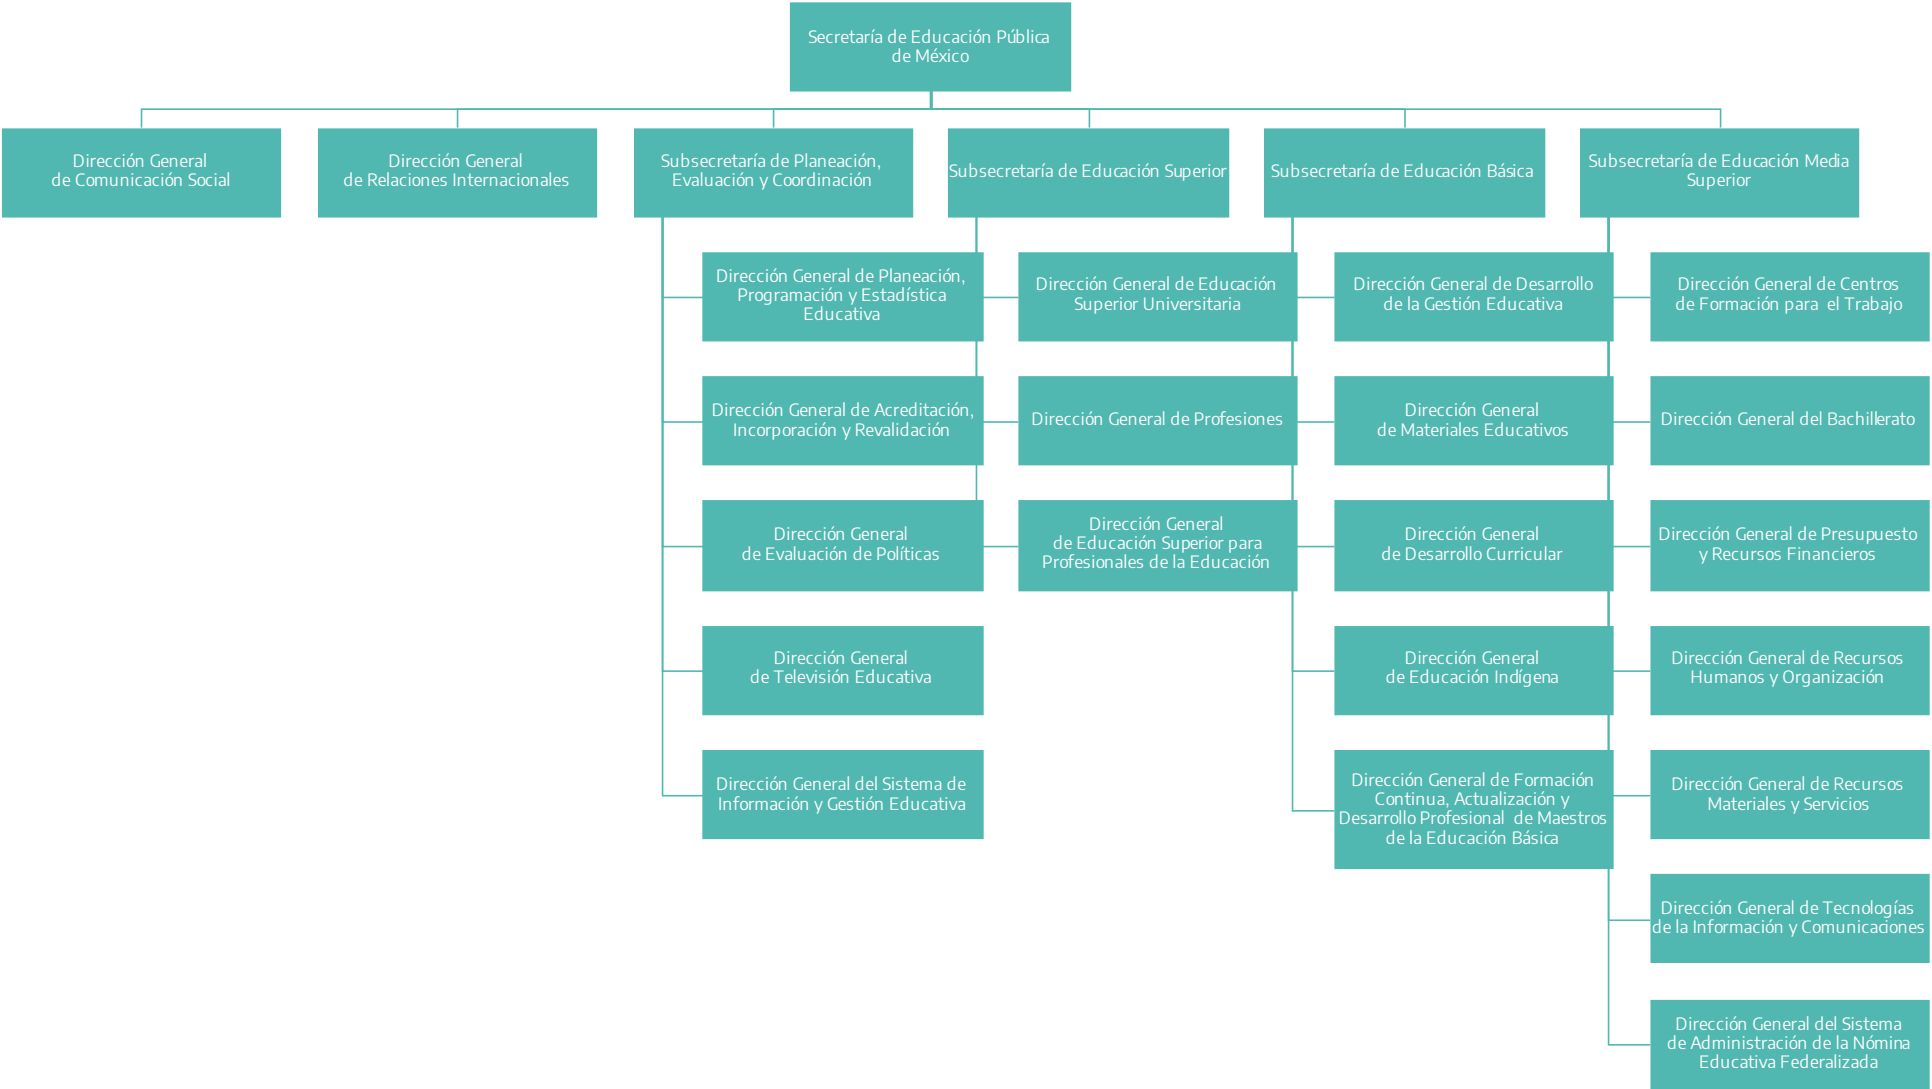 Secretaría de Educación Pública
de México
Dirección General
de Comunicación Social
Dirección General
de Relaciones Internacionales
Subsecretaría de Planeación,
Evaluación y Coordinación
Subsecretaría de Educación Superior
Subsecretaría de Educación Básica
Subsecretaría de Educación Media
Superior
Dirección General de Planeación,
Programación y Estadística
Educativa
Dirección General de Acreditación,
Incorporación y Revalidación
Dirección General
de Evaluación de Políticas
Dirección General
de Televisión Educativa
Dirección General del Sistema de
Información y Gestión Educativa
Dirección General de Educación
Superior Universitaria
Dirección General de Profesiones
Dirección General
de Educación Superior para
Profesionales de la Educación
Dirección General de Desarrollo
de la Gestión Educativa
Dirección General
de Materiales Educativos
Dirección General
de Desarrollo Curricular
Dirección General
de Educación Indígena
Dirección General de Formación
Continua, Actualización y
Desarrollo Profesional de Maestros
de la Educación Básica
Dirección General de Centros
de Formación para el Trabajo
Dirección General del Bachillerato
Dirección General de Presupuesto
y Recursos Financieros
Dirección General de Recursos
Humanos y Organización
Dirección General de Recursos
Materiales y Servicios
Dirección General de Tecnologías
de la Información y Comunicaciones
Dirección General del Sistema
de Administración de la Nómina
Educativa Federalizada